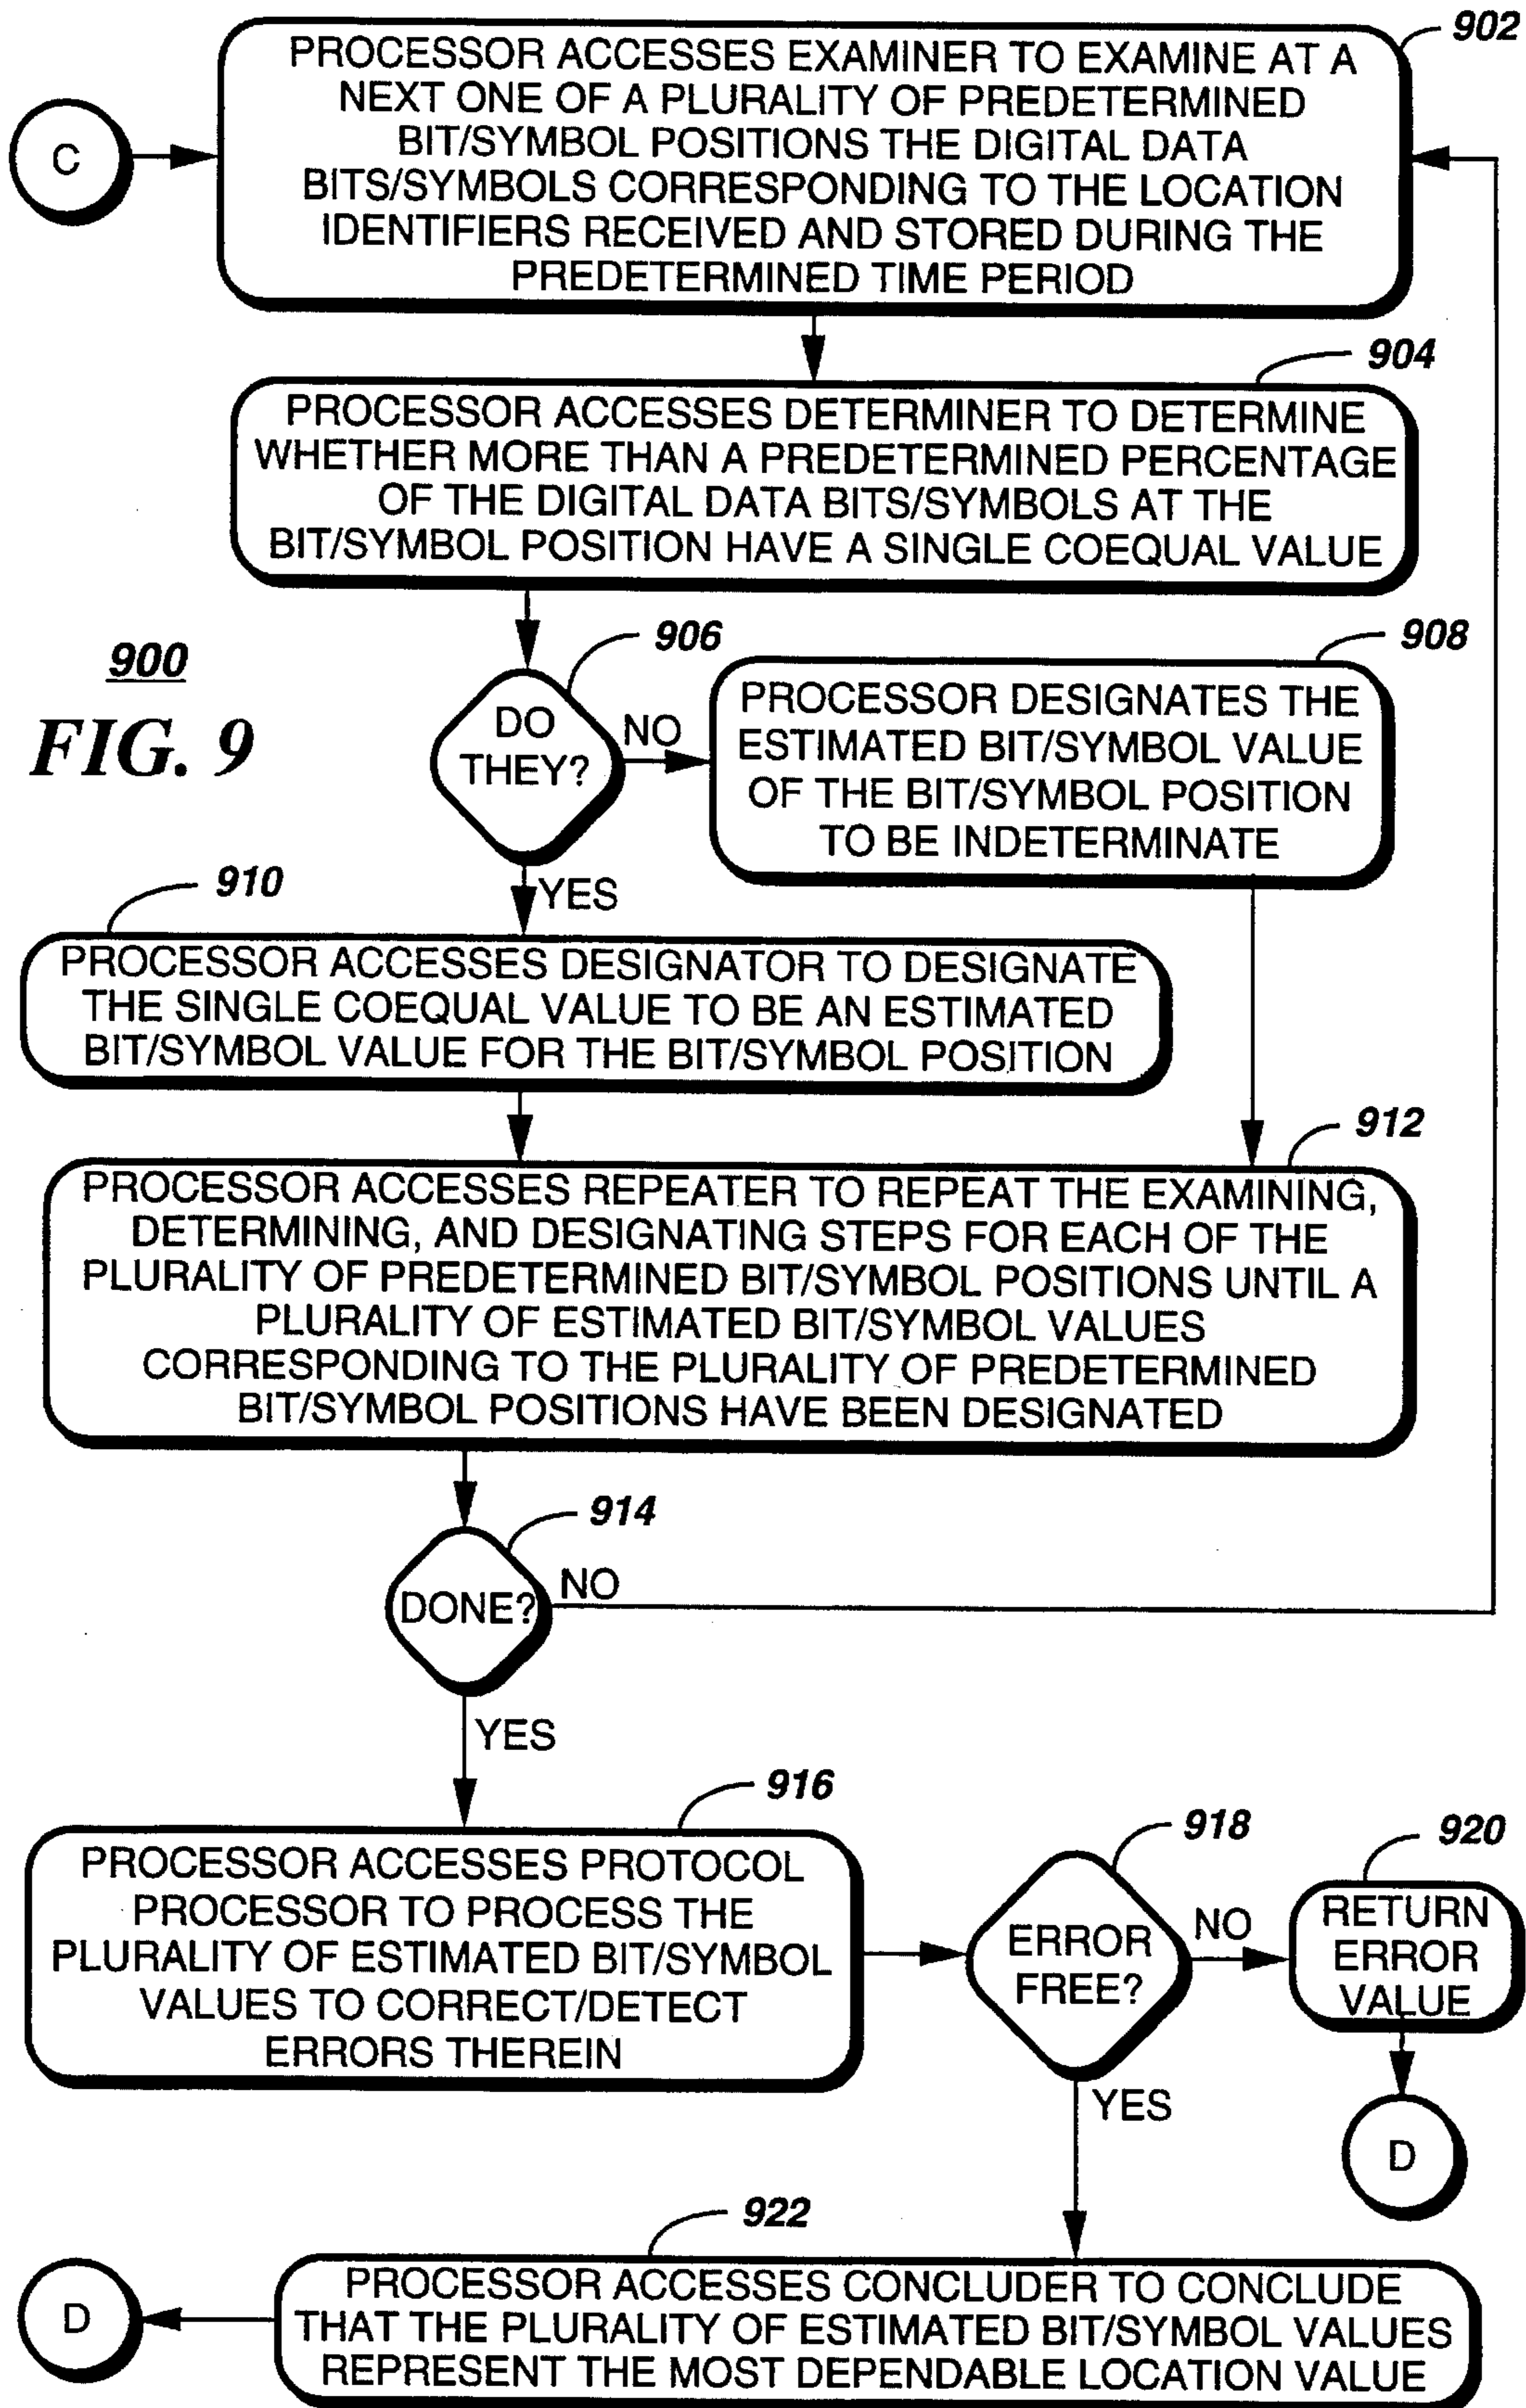 902
PROCESSOR ACCESSES EXAMINER TO EXAMINE AT A
NEXT ONE OF A PLURALITY OF PREDETERMINED
BIT/SYMBOL POSITIONS THE DIGITAL DATA
BITS/SYMBOLS CORRESPONDING TO THE LOCATION
IDENTIFIERS RECEIVED AND STORED DURING THE
PREDETERMINED TIME PERIOD
C
904
PROCESSOR ACCESSES DETERMINER TO DETERMINE
WHETHER MORE THAN A PREDETERMINED PERCENTAGE
OF THE DIGITAL DATA BITS/SYMBOLS AT THE
BIT/SYMBOL POSITION HAVE A SINGLE COEQUAL VALUE
900
FIG. 9
906
DO
THEY?
NO
YES
908
PROCESSOR DESIGNATES THE
ESTIMATED BIT/SYMBOL VALUE
OF THE BIT/SYMBOL POSITION
TO BE INDETERMINATE
910
PROCESSOR ACCESSES DESIGNATOR TO DESIGNATE
THE SINGLE COEQUAL VALUE TO BE AN ESTIMATED
BIT/SYMBOL VALUE FOR THE BIT/SYMBOL POSITION
912
PROCESSOR ACCESSES REPEATER TO REPEAT THE EXAMINING,
DETERMINING, AND DESIGNATING STEPS FOR EACH OF THE
PLURALITY OF PREDETERMINED BIT/SYMBOL POSITIONS UNTIL A
PLURALITY OF ESTIMATED BIT/SYMBOL VALUES
CORRESPONDING TO THE PLURALITY OF PREDETERMINED
BIT/SYMBOL POSITIONS HAVE BEEN DESIGNATED
914
DONE?
NO
YES
916
PROCESSOR ACCESSES PROTOCOL
PROCESSOR TO PROCESS THE
PLURALITY OF ESTIMATED BIT/SYMBOL
VALUES TO CORRECT/DETECT
ERRORS THEREIN
918
ERROR
FREE?
NO
YES
920
RETURN
ERROR
VALUE
D
922
PROCESSOR ACCESSES CONCLUDER TO CONCLUDE
THAT THE PLURALITY OF ESTIMATED BIT/SYMBOL VALUES
REPRESENT THE MOST DEPENDABLE LOCATION VALUE
D